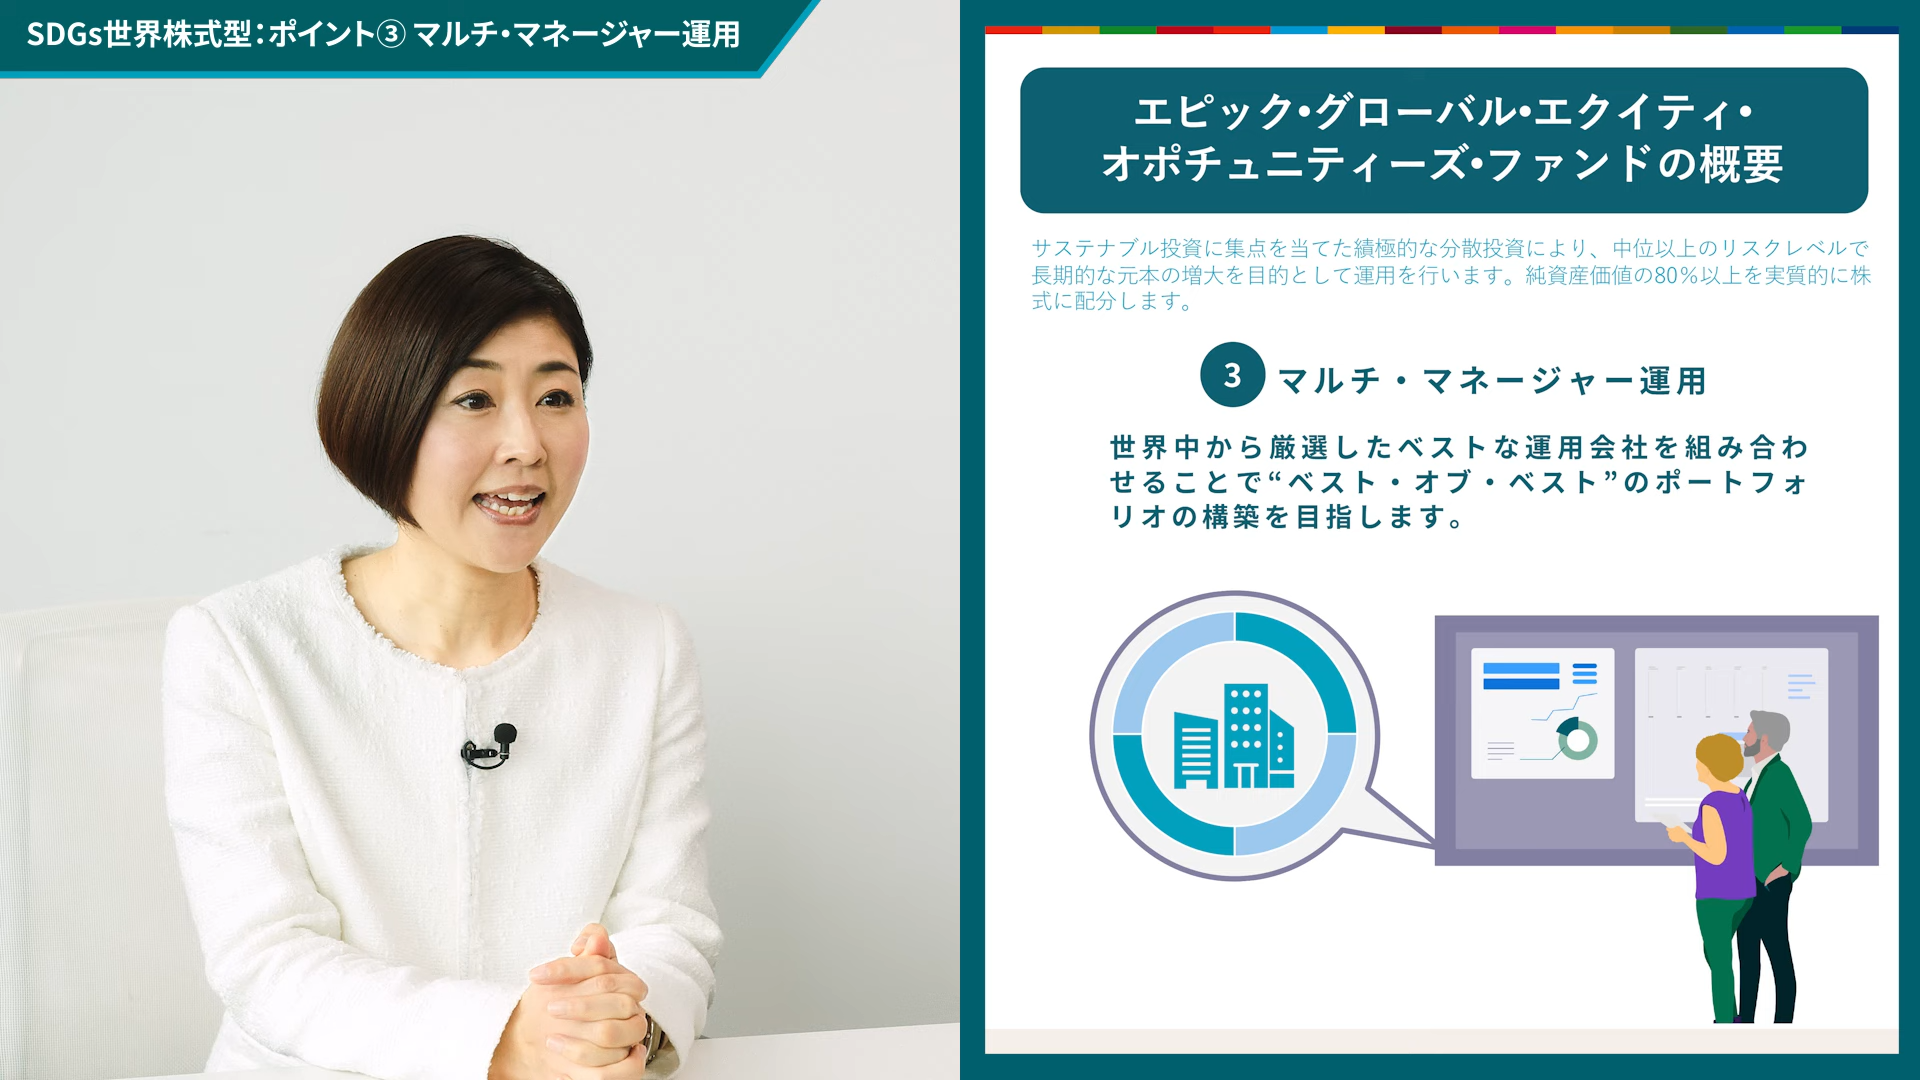 SDGs世界株式型：ポイント③ マルチ・マネージャー運用
エピック・グローバル・エクイティ・
オポチュニティーズ・ファンドの概要
サステナブル投資に集点を当てた績極的な分散投資により、中位以上のリスクレベルで
長期的な元本の増大を目的として運用を行います。純資産価値の80％以上を実質的に株
式に配分します。
3 マルチ・マネージャー運用
世界中から厳選したベストな運用会社を組み合わ
せることで“ベスト・オブ・ベスト”のポートフォ
リオの構築を目指します。